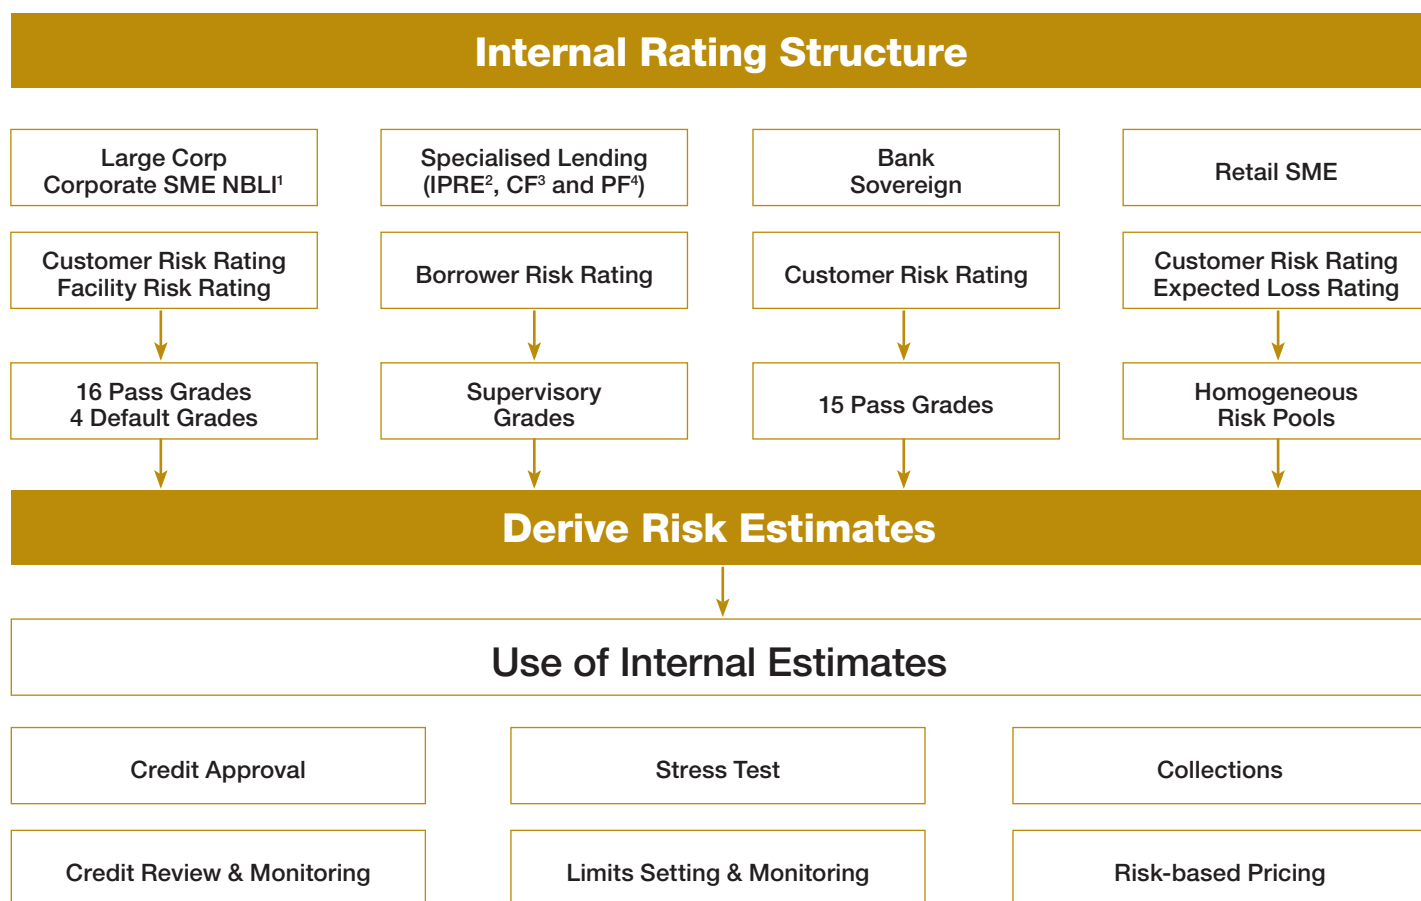 Internal Rating Structure
Large Corp
Corporate SME NBLI¹
Specialised Lending
(IPRE², CF³ and PF⁴)
Bank
Sovereign
Retail SME
Customer Risk Rating
Facility Risk Rating
Borrower Risk Rating
Customer Risk Rating
Customer Risk Rating
Expected Loss Rating
16 Pass Grades
4 Default Grades
Supervisory
Grades
15 Pass Grades
Homogeneous
Risk Pools
Derive Risk Estimates
Use of Internal Estimates
Credit Approval
Stress Test
Collections
Credit Review & Monitoring
Limits Setting & Monitoring
Risk-based Pricing